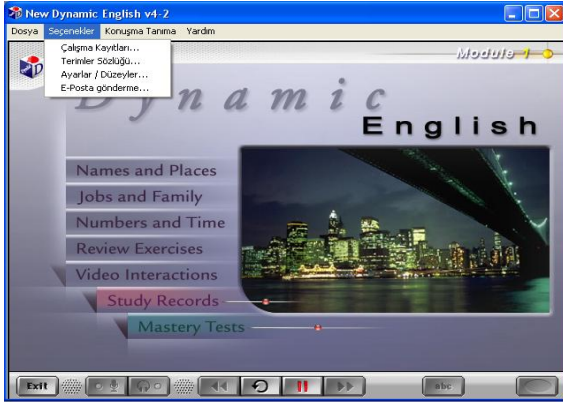 New Dynamic English v4-2
Dosya Seçenekler Konuşma Tanıma Yardım
Çalışma Kayıtları...
Terimler Sözlüğü...
Ayarlar / Düzeyler...
E-Posta gönderme...
Module 1
Dynamic
English
Names and Places
Jobs and Family
Numbers and Time
Review Exercises
Video Interactions
Study Records
Mastery Tests
Exit
abc